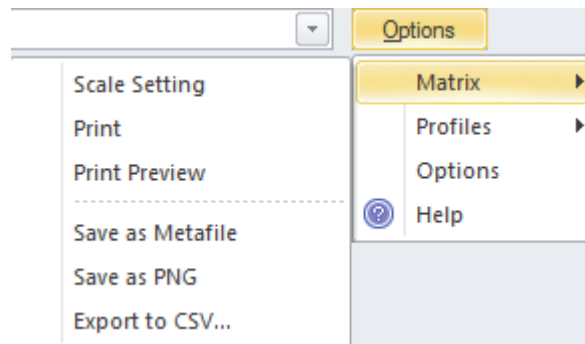 Options
Scale Setting
Print
Print Preview
Save as Metafile
Save as PNG
Export to CSV...
Matrix
Profiles
Options
Help